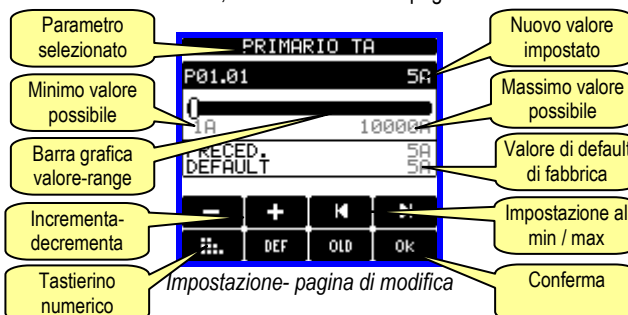 Parametro
selezionato
Minimo valore
possibile
Barra grafica
valore-range
Incrementa-
decrementa
Tastierino
numerico
PRIMARIO TA
P01.01 5A
1A 10000A
PRECED. 5A
DEFAULT 5A
- +
DEF OLD Ok
Impostazione- pagina di modifica
Nuovo valore
impostato
Massimo valore
possibile
Valore di default
di fabbrica
Impostazione al
min / max
Conferma